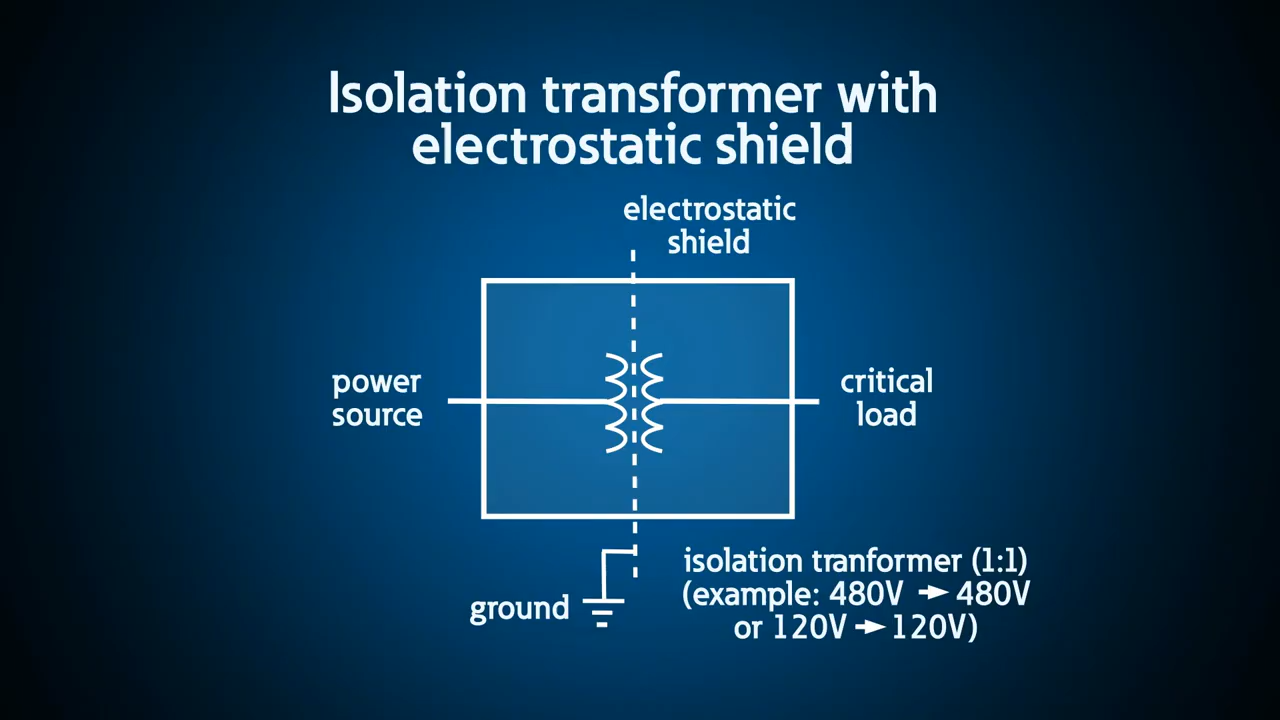 Isolation transformer with
electrostatic shield
electrostatic
shield
power
source
critical
load
ground
isolation tranformer (1:1)
(example: 480V → 480V
or 120V → 120V)